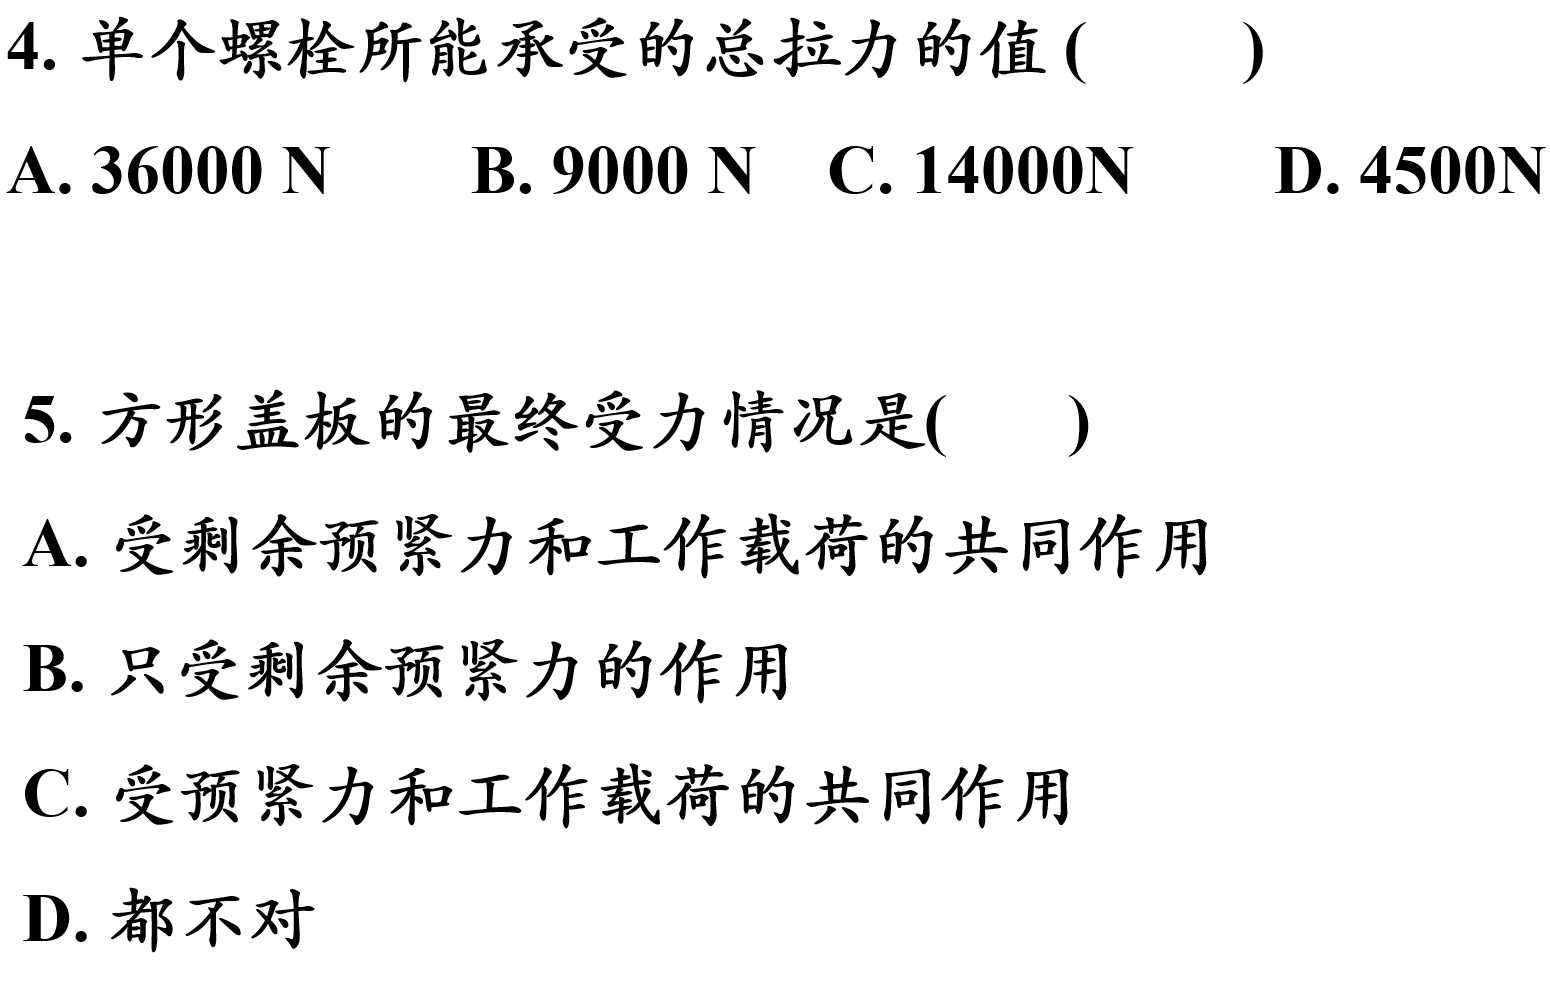 4. 单个螺栓所能承受的总拉力的值 (        )
A. 36000 N    B. 9000 N    C. 14000N    D. 4500N
5. 方形盖板的最终受力情况是(      )
A. 受剩余预紧力和工作载荷的共同作用
B. 只受剩余预紧力的作用
C. 受预紧力和工作载荷的共同作用
D. 都不对